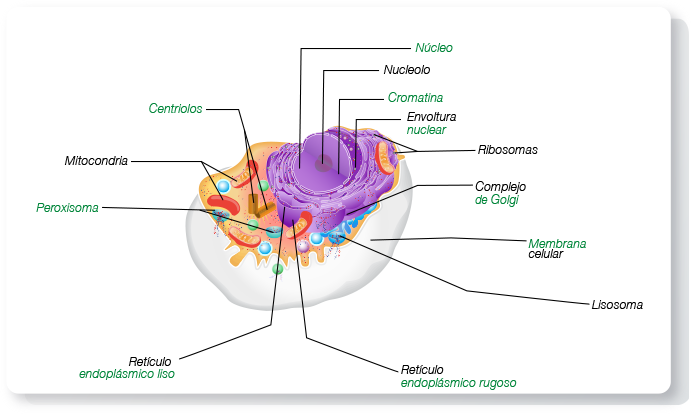 Núcleo
Nucleolo
Cromatina
Centriolos
Envoltura
nuclear
Ribosomas
Mitocondria
Complejo
de Golgi
Peroxisoma
Membrana
celular
Lisosoma
Retículo
endoplásmico liso
Retículo
endoplásmico rugoso